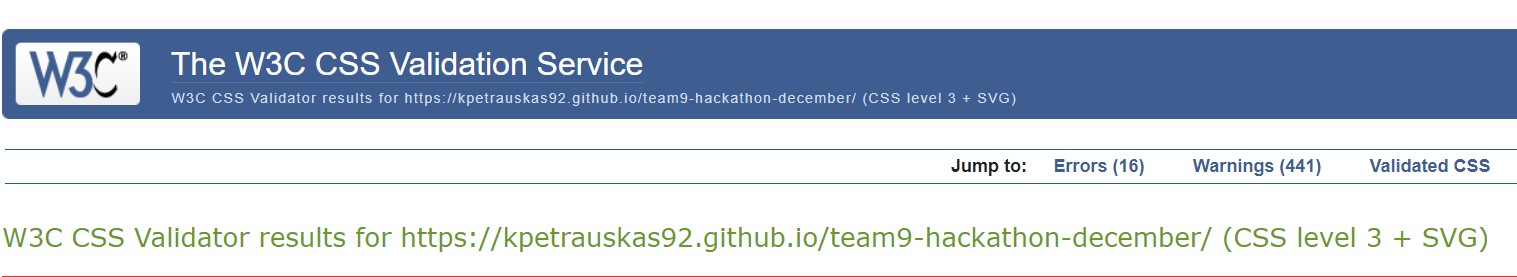 W3C®
The W3C CSS Validation Service
W3C CSS Validator results for https://kpetrauskas92.github.io/team9-hackathon-december/ (CSS level 3 + SVG)
Jump to: Errors (16) Warnings (441) Validated CSS
W3C CSS Validator results for https://kpetrauskas92.github.io/team9-hackathon-december/ (CSS level 3 + SVG)